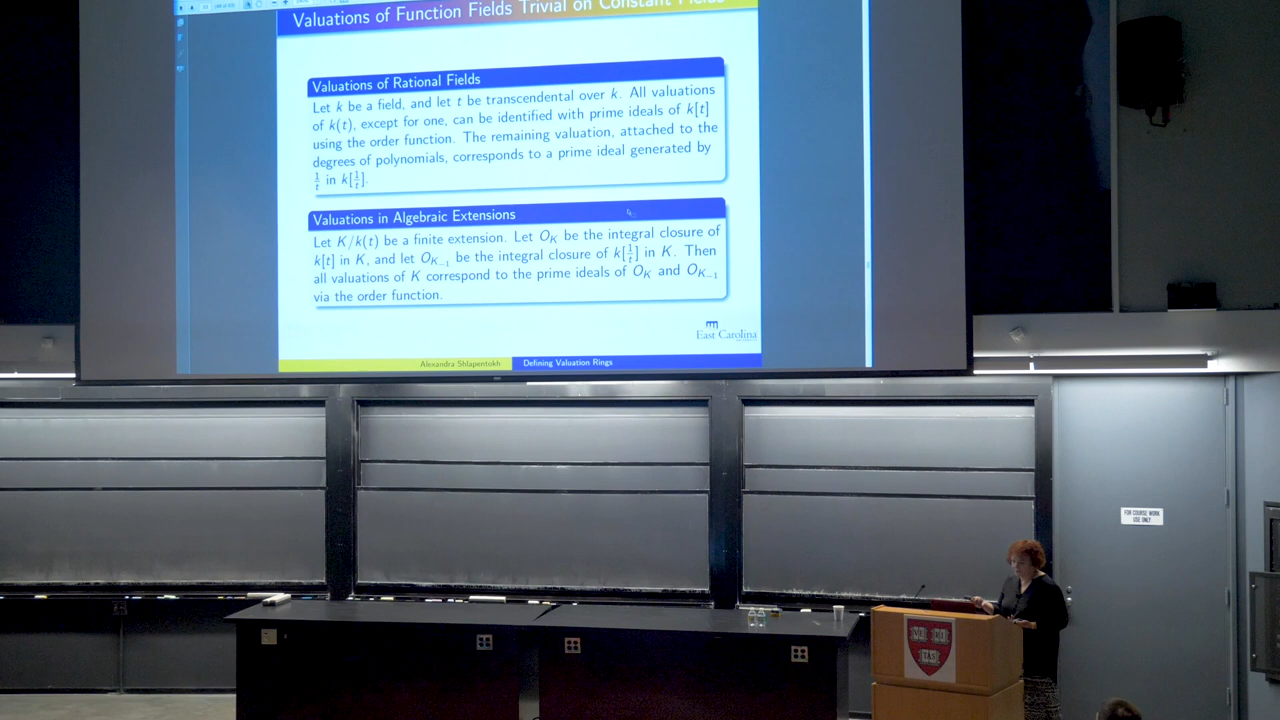 Valuations of Function Fields Trivial on Constant Fields
Valuations of Rational Fields
Let k be a field, and let t be transcendental over k. All valuations
of k(t), except for one, can be identified with prime ideals of k[t]
using the order function. The remaining valuation, attached to the
degrees of polynomials, corresponds to a prime ideal generated by
1/t in k[1/t].
Valuations in Algebraic Extensions
Let K/k(t) be a finite extension. Let O_K be the integral closure of
k[t] in K, and let O_{K_{-1}} be the integral closure of k[1/t] in K. Then
all valuations of K correspond to the prime ideals of O_K and O_{K_{-1}}
via the order function.
East Carolina
Alexandra Shlapentokh
Defining Valuation Rings
FOR COURSE WORK
USE ONLY
TAS